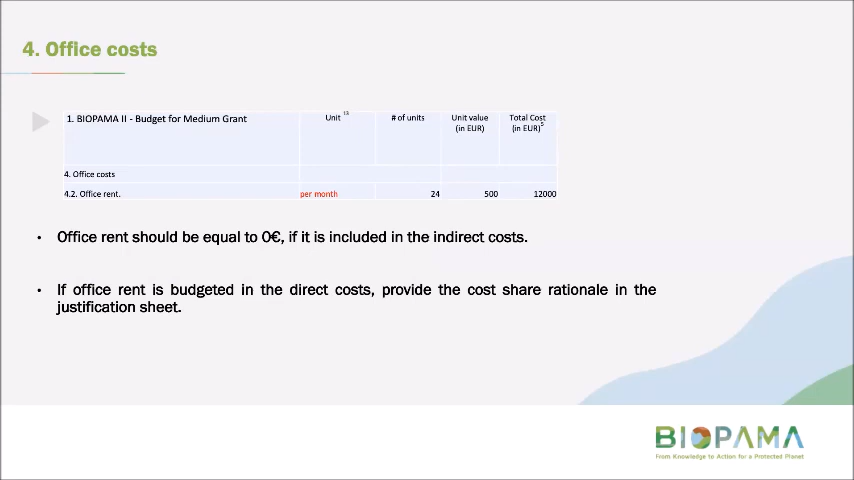 4. Office costs
1. BIOPAMA II - Budget for Medium Grant Unit 13 # of units Unit value (in EUR) Total Cost (in EUR)5
4. Office costs
4.2. Office rent. per month 24 500 12000
• Office rent should be equal to 0€, if it is included in the indirect costs.
• If office rent is budgeted in the direct costs, provide the cost share rationale in the
justification sheet.
BIOPAMA
From Knowledge to Action for a Protected Planet